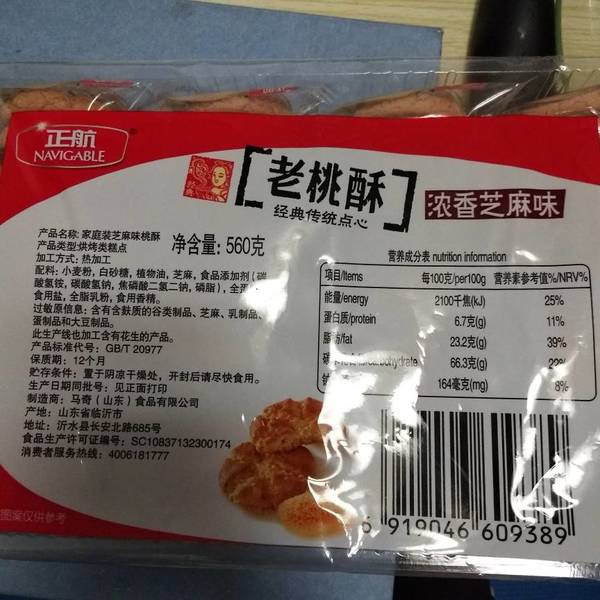 正航
NAVIGABLE
老桃酥
经典传统点心
浓香芝麻味
产品名称: 家庭装芝麻味桃酥
产品类型:烘烤类糕点
净含量: 560克
加工方式: 热加工
配料: 小麦粉, 白砂糖, 植物油, 芝麻, 食品添加剂(碳
酸氢铵, 碳酸氢钠, 焦磷酸二氢二钠, 磷脂), 全蛋
食用盐, 全脂乳粉, 食用香精。
过敏原信息: 含有含麸质的谷类制品、芝麻、乳制品、
蛋制品和大豆制品。
此生产线也加工含有花生的产品。
产品标准代号: GB/T 20977
保质期: 12个月
贮存条件: 置于阴凉干燥处, 开封后请尽快食用。
生产日期同批号: 见正面打印
制造商: 马奇(山东)食品有限公司
产地: 山东省临沂市
地址: 沂水县长安北路685号
食品生产许可证编号: SC10837132300174
消费者服务热线: 4006181777
图案仅供参考
营养成分表 nutrition information
项目/Items 每100克/per100g 营养素参考值%/NRV%
能量/energy 2100千焦(kJ) 25%
蛋白质/protein 6.7克(g) 11%
脂肪/fat 23.2克(g) 39%
66.3克(g)
164毫克(mg) 8%
6 919046 609389